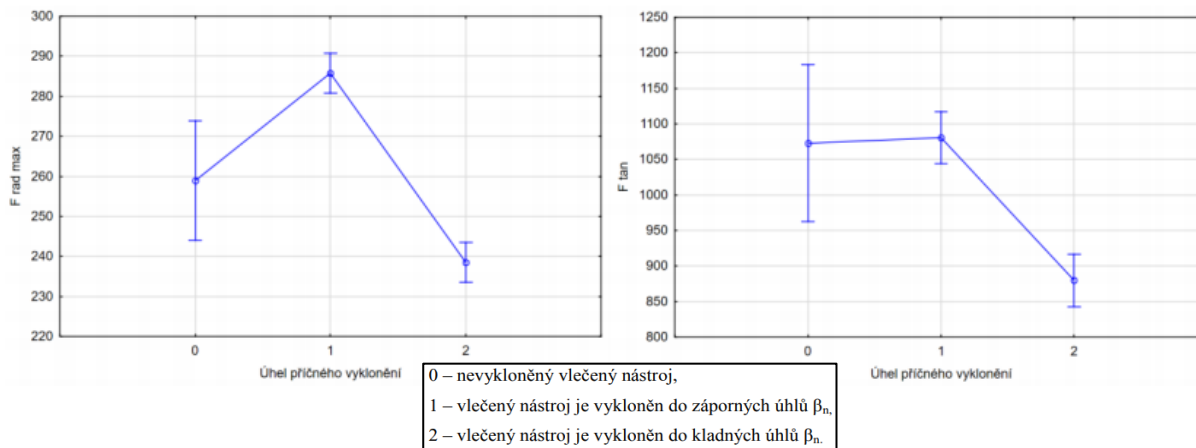 300
290
280
270
260
250
240
230
220
F rad max
0 1 2
Úhel příčného vyklonění
1250
1200
1150
1100
1050
1000
950
900
850
800
F tan
0 1 2
Úhel příčného vyklonění
0 – nevykloněný vlečený nástroj,
1 – vlečený nástroj je vykloněn do záporných úhlů βn,
2 – vlečený nástroj je vykloněn do kladných úhlů βn.